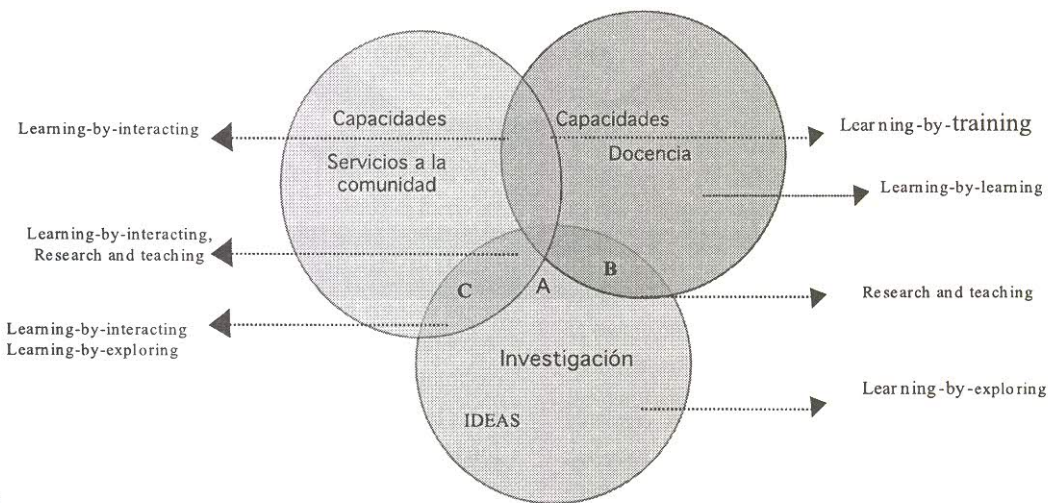 Learning-by-interacting
Capacidades
Capacidades
Learning-by-training
Servicios a la
comunidad
Docencia
Learning-by-learning
Learning-by-interacting,
Research and teaching
B
C
A
Research and teaching
Learning-by-interacting
Learning-by-exploring
Investigación
Learning-by-exploring
IDEAS